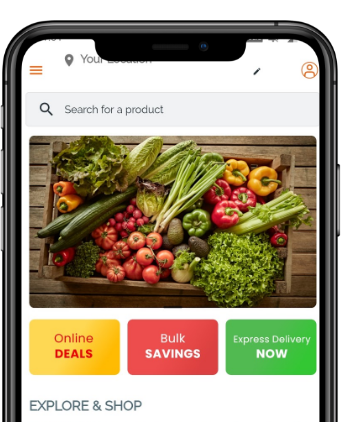 Your Location
Search for a product
Online
DEALS
Bulk
SAVINGS
Express Delivery
NOW
EXPLORE & SHOP